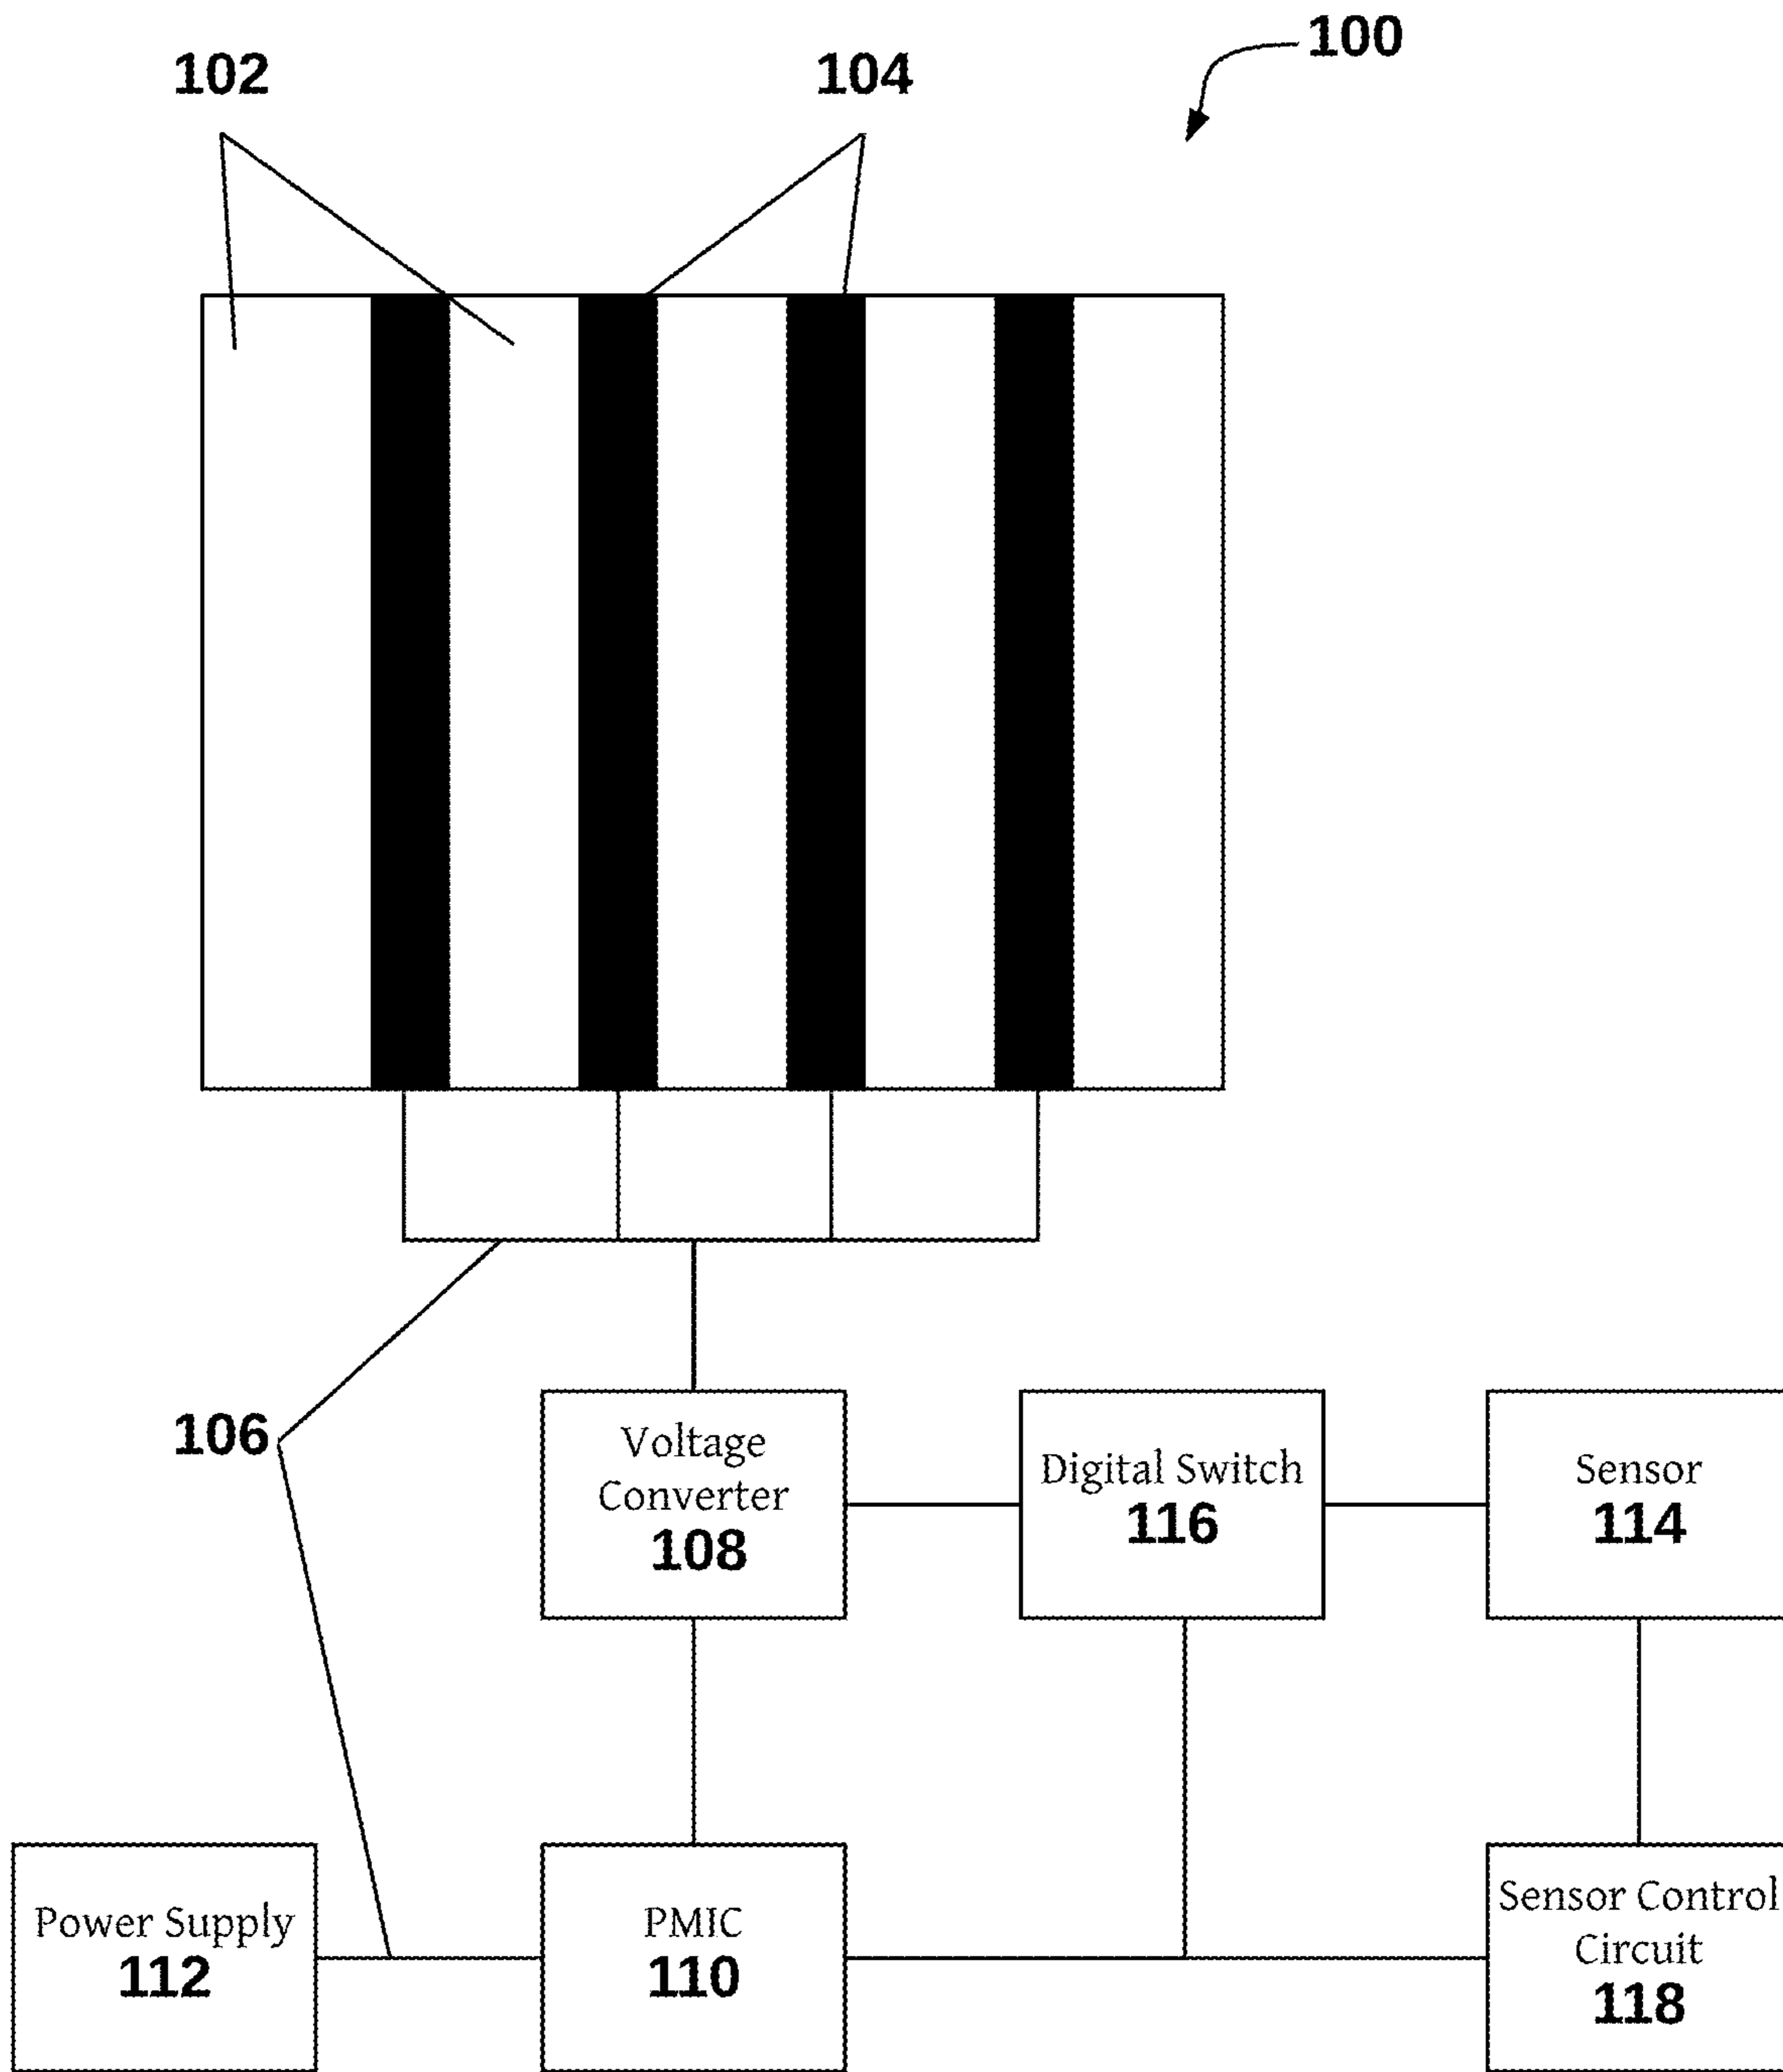 100
102
104
106
Voltage
Converter
108
Digital Switch
116
Sensor
114
Power Supply
112
PMIC
110
Sensor Control
Circuit
118